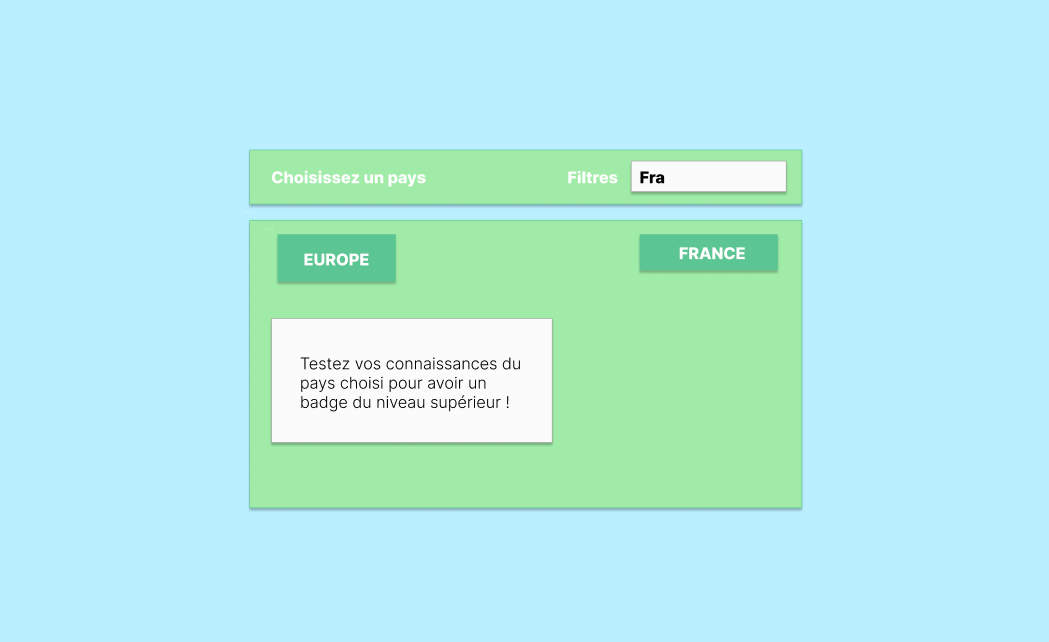 Choisissez un pays
Filtres
Fra
EUROPE
FRANCE
Testez vos connaissances du
pays choisi pour avoir un
badge du niveau supérieur !